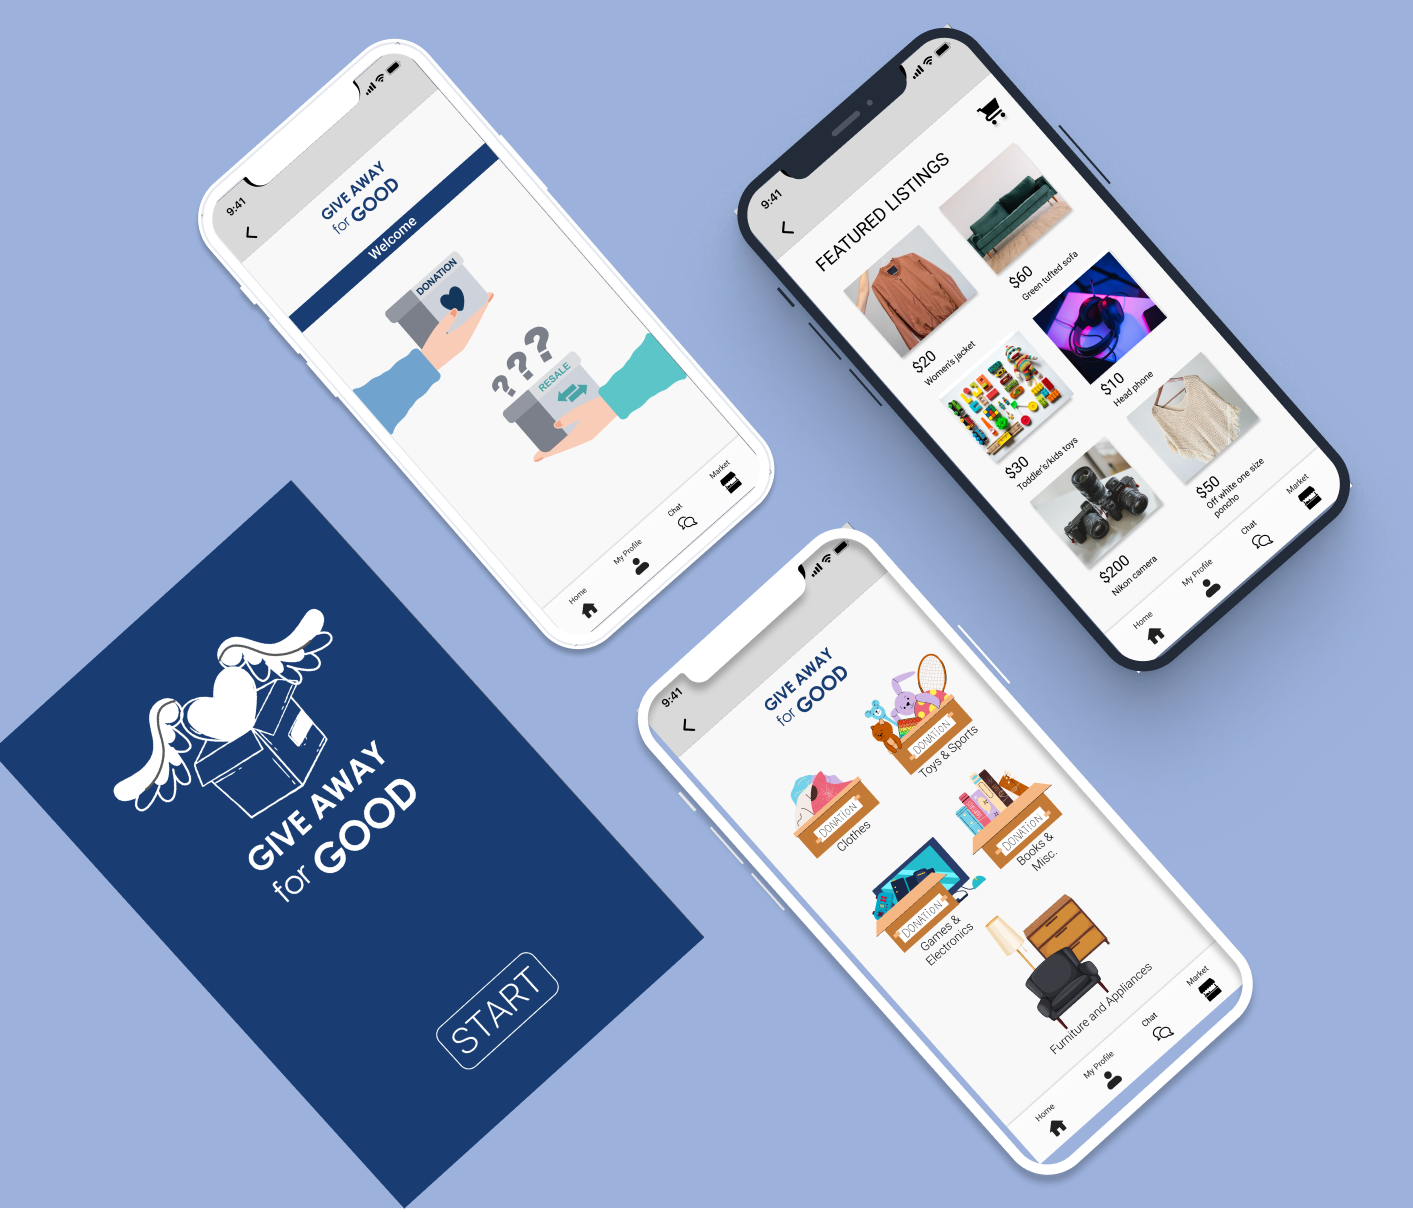 9:41
GIVE AWAY
for GOOD
Welcome
DONATION
???
RESALE
Home
My Profile
Chat
Market
9:41
FEATURED LISTINGS
$20
Women's jacket
$60
Green tufted sofa
$30
Toddler's/kids toys
$10
Head phone
$200
Nikon camera
$50
Off white one size
poncho
Home
My Profile
Chat
Market
GIVE AWAY
for GOOD
START
9:41
GIVE AWAY
for GOOD
DONATION
Clothes
DONATION
Toys & Sports
DONATION
Games &
Electronics
DONATION
Books &
Misc.
Furniture and Appliances
Home
My Profile
Chat
Market